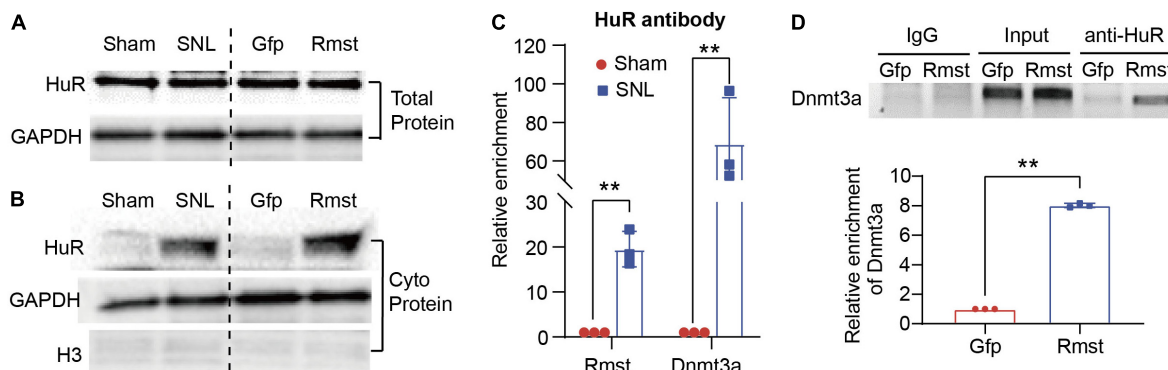 A
Sham SNL Gfp Rmst
HuR
GAPDH
Total
Protein
B
Sham SNL Gfp Rmst
HuR
GAPDH
H3
Cyto
Protein
C
HuR antibody
Relative enrichment
120
100
80
60
30
20
10
0
Sham
SNL
**
**
Rmst Dnmt3a
D
IgG Input anti-HuR
Gfp Rmst Gfp Rmst Gfp Rmst
Dnmt3a
Relative enrichment
of Dnmt3a
10
8
6
4
2
0
**
Gfp Rmst